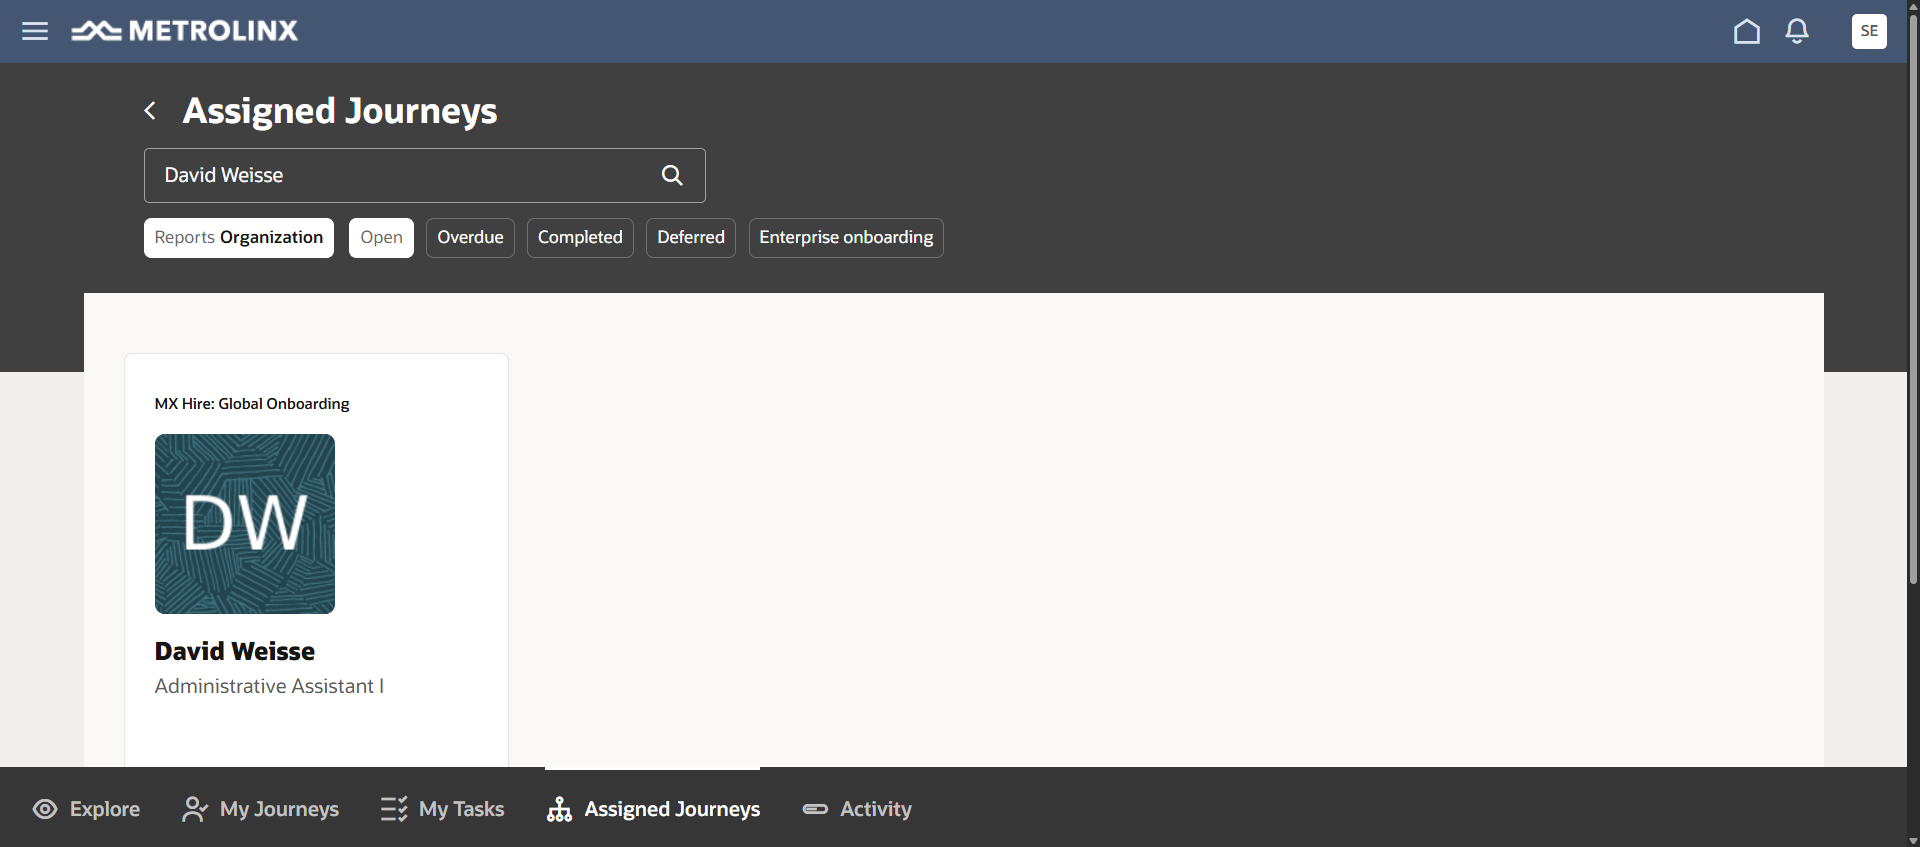 METROLINX
SE
Assigned Journeys
David Weisse
Reports Organization
Open
Overdue
Completed
Deferred
Enterprise onboarding
MX Hire: Global Onboarding
DW
David Weisse
Administrative Assistant I
Explore
My Journeys
My Tasks
Assigned Journeys
Activity